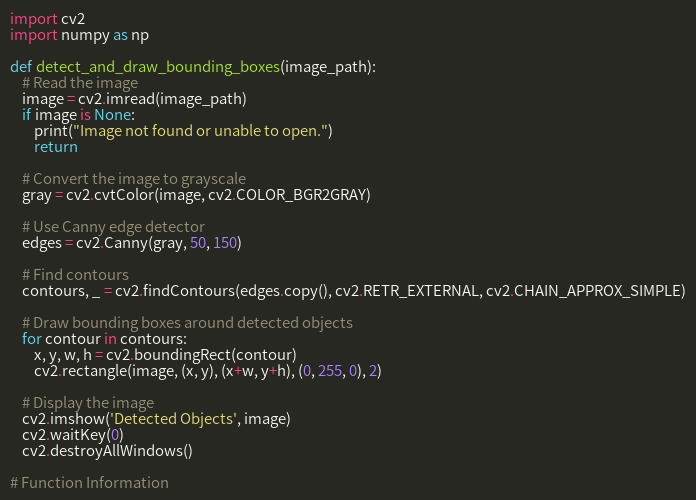 import cv2
import numpy as np
def detect_and_draw_bounding_boxes(image_path):
# Read the image
image = cv2.imread(image_path)
if image is None:
print("Image not found or unable to open.")
return
# Convert the image to grayscale
gray = cv2.cvtColor(image, cv2.COLOR_BGR2GRAY)
# Use Canny edge detector
edges = cv2.Canny(gray, 50, 150)
# Find contours
contours, _ = cv2.findContours(edges.copy(), cv2.RETR_EXTERNAL, cv2.CHAIN_APPROX_SIMPLE)
# Draw bounding boxes around detected objects
for contour in contours:
x, y, w, h = cv2.boundingRect(contour)
cv2.rectangle(image, (x, y), (x+w, y+h), (0, 255, 0), 2)
# Display the image
cv2.imshow('Detected Objects', image)
cv2.waitKey(0)
cv2.destroyAllWindows()
# Function Information